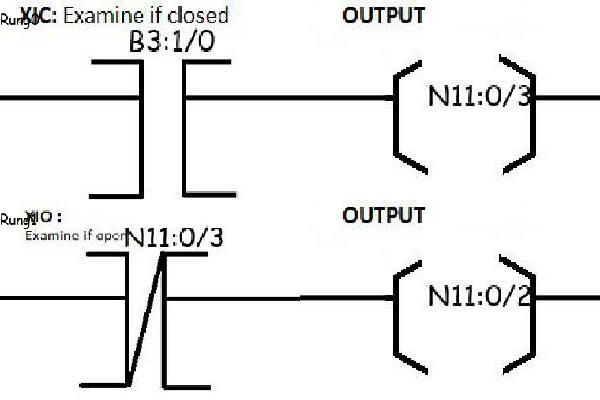 Rung0 XIC: Examine if closed OUTPUT
B3:1/0
N11:0/3
Rung1 XIO: OUTPUT
Examine if open
N11:0/3
N11:0/2